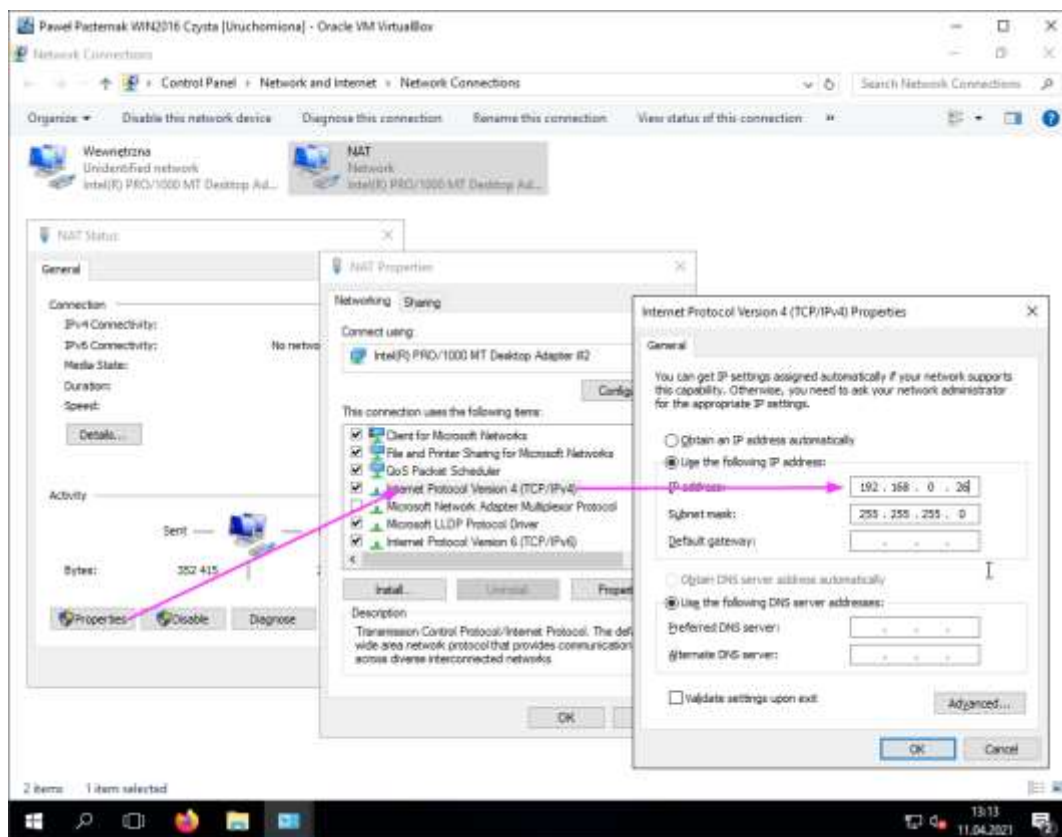 Paweł Pasternak WIN2016 Czysta [Uruchomiona] - Oracle VM VirtualBox
Network Connections
Control Panel › Network and Internet › Network Connections
Search Network Connections
Organize
Disable this network device
Diagnose this connection
Rename this connection
View status of this connection
»
Wewnętrzna
Unidentified network
Intel(R) PRO/1000 MT Desktop Ad...
NAT
Network
Intel(R) PRO/1000 MT Desktop Ad...
NAT Status
General
Connection
IPv4 Connectivity:
IPv6 Connectivity: No netwo
Media State:
Duration:
Speed:
Details...
Activity
Sent
Bytes: 352 415
Properties
Disable
Diagnose
NAT Properties
Networking
Sharing
Connect using:
Intel(R) PRO/1000 MT Desktop Adapter #2
Config
This connection uses the following items:
Client for Microsoft Networks
File and Printer Sharing for Microsoft Networks
QoS Packet Scheduler
Internet Protocol Version 4 (TCP/IPv4)
Microsoft Network Adapter Multiplexor Protocol
Microsoft LLDP Protocol Driver
Internet Protocol Version 6 (TCP/IPv6)
Install...
Uninstall
Propert
Description
Transmission Control Protocol/Internet Protocol. The def
wide area network protocol that provides communication
across diverse interconnected networks
OK
Internet Protocol Version 4 (TCP/IPv4) Properties
General
You can get IP settings assigned automatically if your network supports
this capability. Otherwise, you need to ask your network administrator
for the appropriate IP settings.
Obtain an IP address automatically
Use the following IP address:
IP address: 192 . 168 . 0 . 26
Subnet mask: 255 . 255 . 255 . 0
Default gateway: . . .
Obtain DNS server address automatically
Use the following DNS server addresses:
Preferred DNS server: . . .
Alternate DNS server: . . .
Validate settings upon exit
Advanced...
OK
Cancel
2 items
1 item selected
13:13
11.04.2021